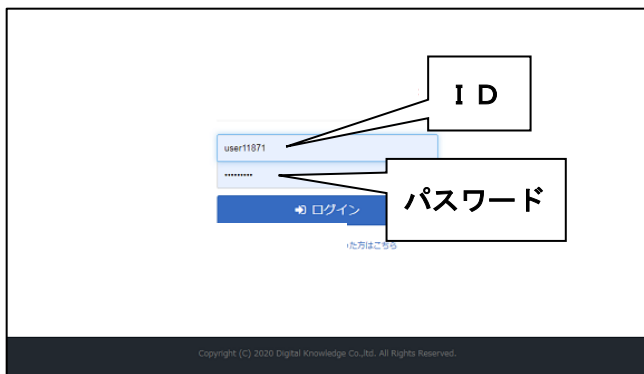 ＩＤ
user11871
パスワード
ログイン
た方はこちら
Copyright (C) 2020 Digital Knowledge Co.,ltd. All Rights Reserved.